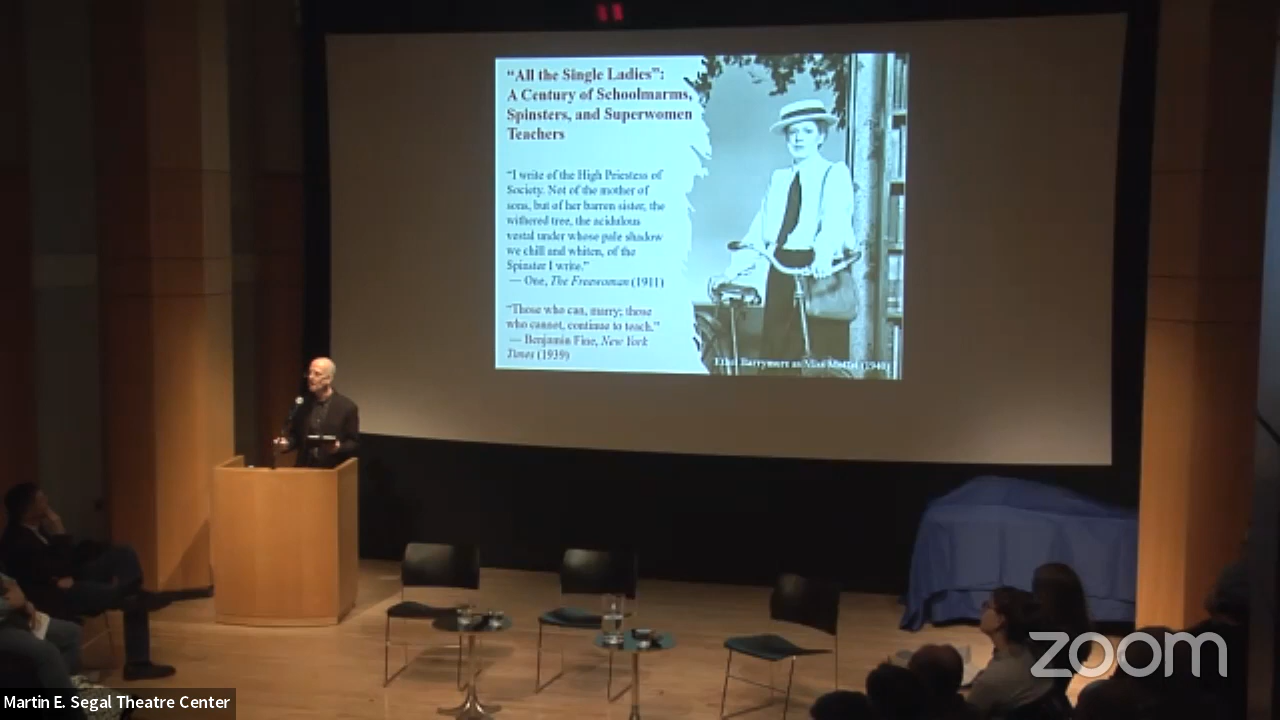 “All the Single Ladies”:
A Century of Schoolmarms,
Spinsters, and Superwomen
Teachers
“I write of the High Priestess of
Society. Not of the mother of
sons, but of her barren sister, the
withered tree, the acidulous
vestal under whose pale shadow
we chill and whiten, of the
Spinster I write.”
— One, The Freewoman (1911)
“Those who can, marry; those
who cannot, continue to teach.”
— Benjamin Fine, New York
Times (1939)
Ethel Barrymore as Miss Moffat (1940)
zoom
Martin E. Segal Theatre Center